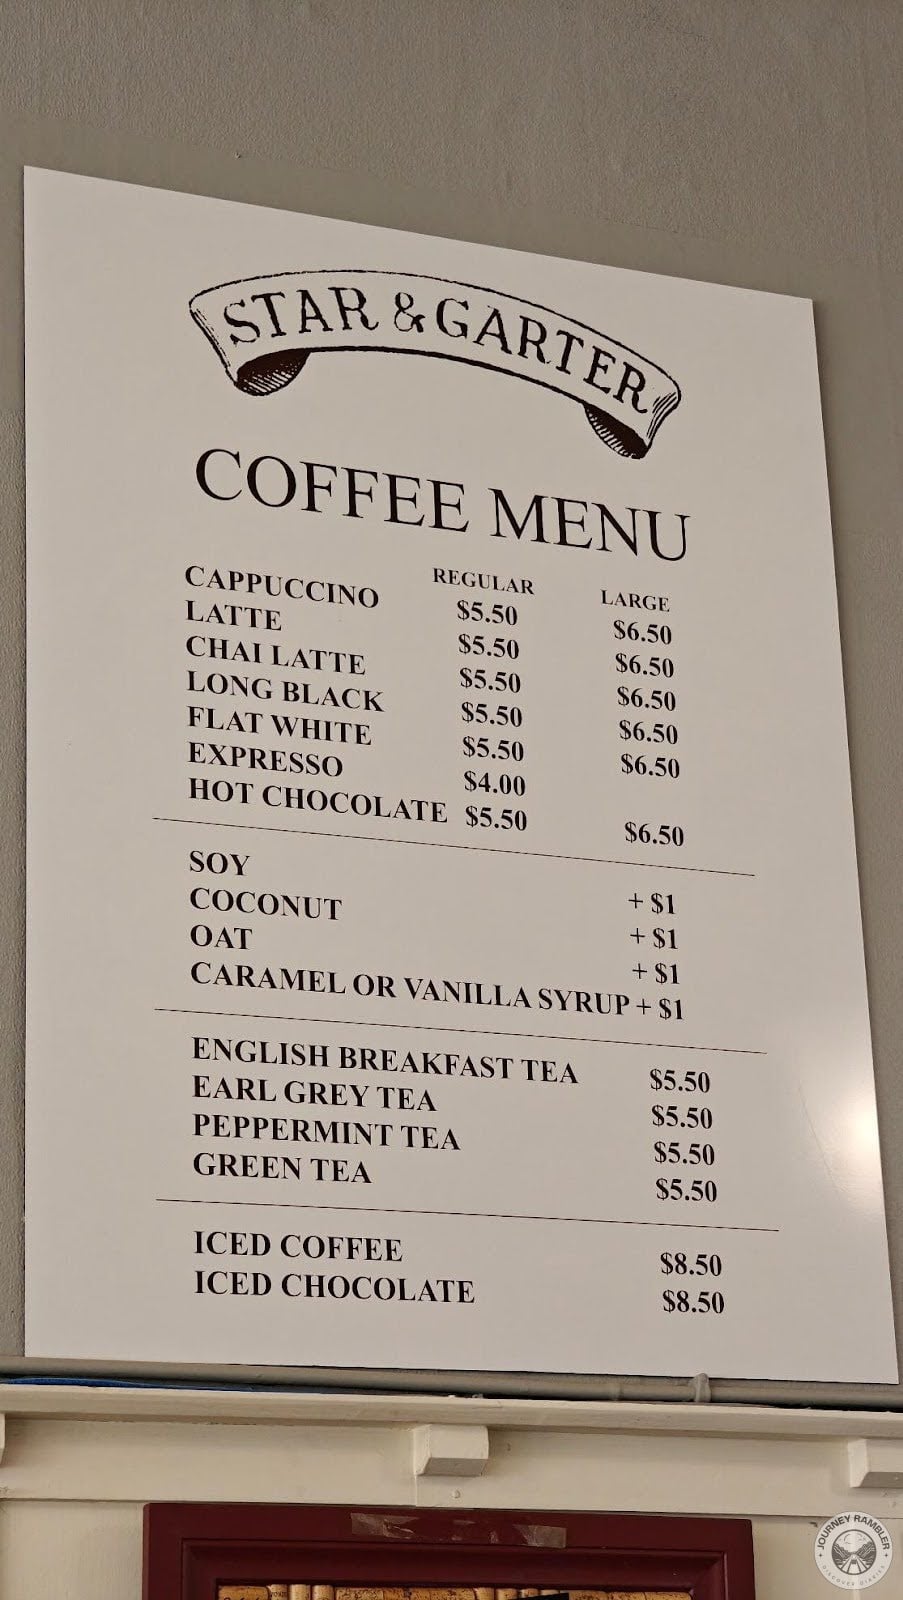 STAR & GARTER
COFFEE MENU
REGULAR LARGE
CAPPUCCINO $5.50 $6.50
LATTE $5.50 $6.50
CHAI LATTE $5.50 $6.50
LONG BLACK $5.50 $6.50
FLAT WHITE $5.50 $6.50
EXPRESSO $4.00
HOT CHOCOLATE $5.50 $6.50
SOY + $1
COCONUT + $1
OAT + $1
CARAMEL OR VANILLA SYRUP + $1
ENGLISH BREAKFAST TEA $5.50
EARL GREY TEA $5.50
PEPPERMINT TEA $5.50
GREEN TEA $5.50
ICED COFFEE $8.50
ICED CHOCOLATE $8.50
JOURNEY RAMBLER
DISCOVER DIARIES